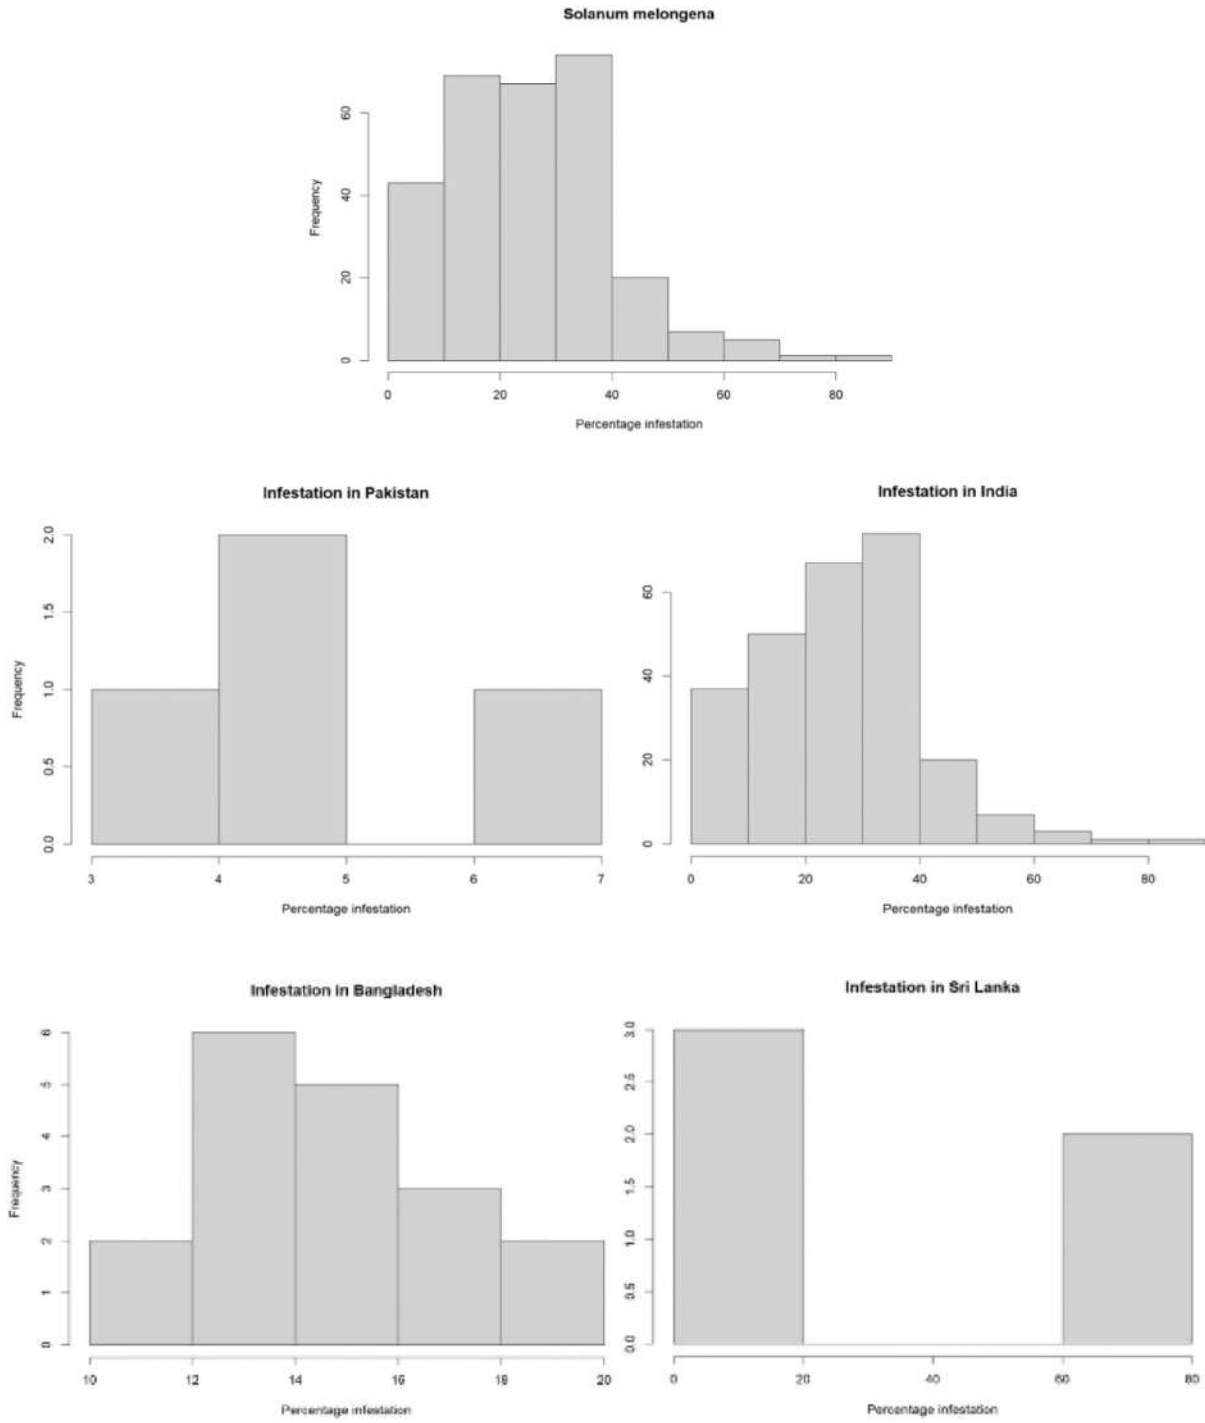 Solanum melongena
Frequency
60
40
20
0
0 20 40 60 80
Percentage infestation
Infestation in Pakistan
Frequency
2.0
1.5
1.0
0.5
0.0
3 4 5 6 7
Percentage infestation
Infestation in India
60
40
20
0
0 20 40 60 80
Percentage infestation
Infestation in Bangladesh
Frequency
6
5
4
3
2
1
0
10 12 14 16 18 20
Percentage infestation
Infestation in Sri Lanka
3.0
2.5
2.0
1.5
1.0
0.5
0.0
0 20 40 60 80
Percentage infestation